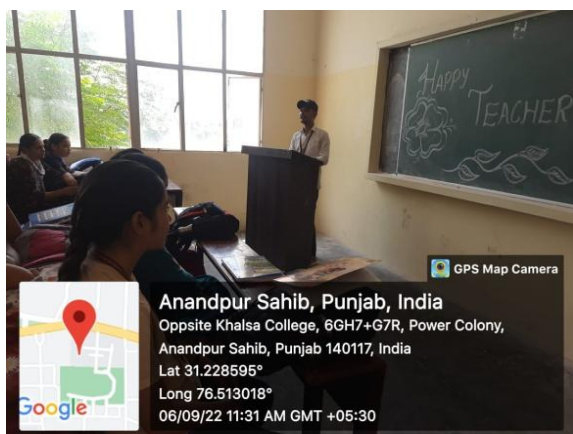 HAPPY
TEACHER
GPS Map Camera
Anandpur Sahib, Punjab, India
Oppsite Khalsa College, 6GH7+G7R, Power Colony,
Anandpur Sahib, Punjab 140117, India
Lat 31.228595°
Long 76.513018°
06/09/22 11:31 AM GMT +05:30
Google